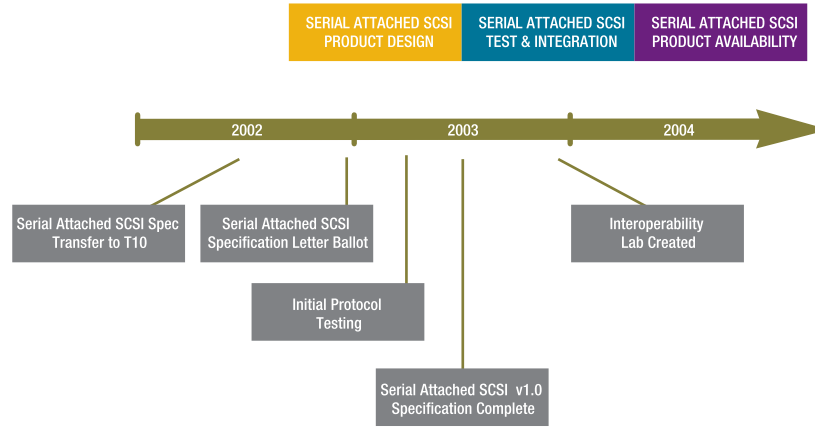 SERIAL ATTACHED SCSI
PRODUCT DESIGN
SERIAL ATTACHED SCSI
TEST & INTEGRATION
SERIAL ATTACHED SCSI
PRODUCT AVAILABILITY
2002
2003
2004
Serial Attached SCSI Spec
Transfer to T10
Serial Attached SCSI
Specification Letter Ballot
Interoperability
Lab Created
Initial Protocol
Testing
Serial Attached SCSI v1.0
Specification Complete